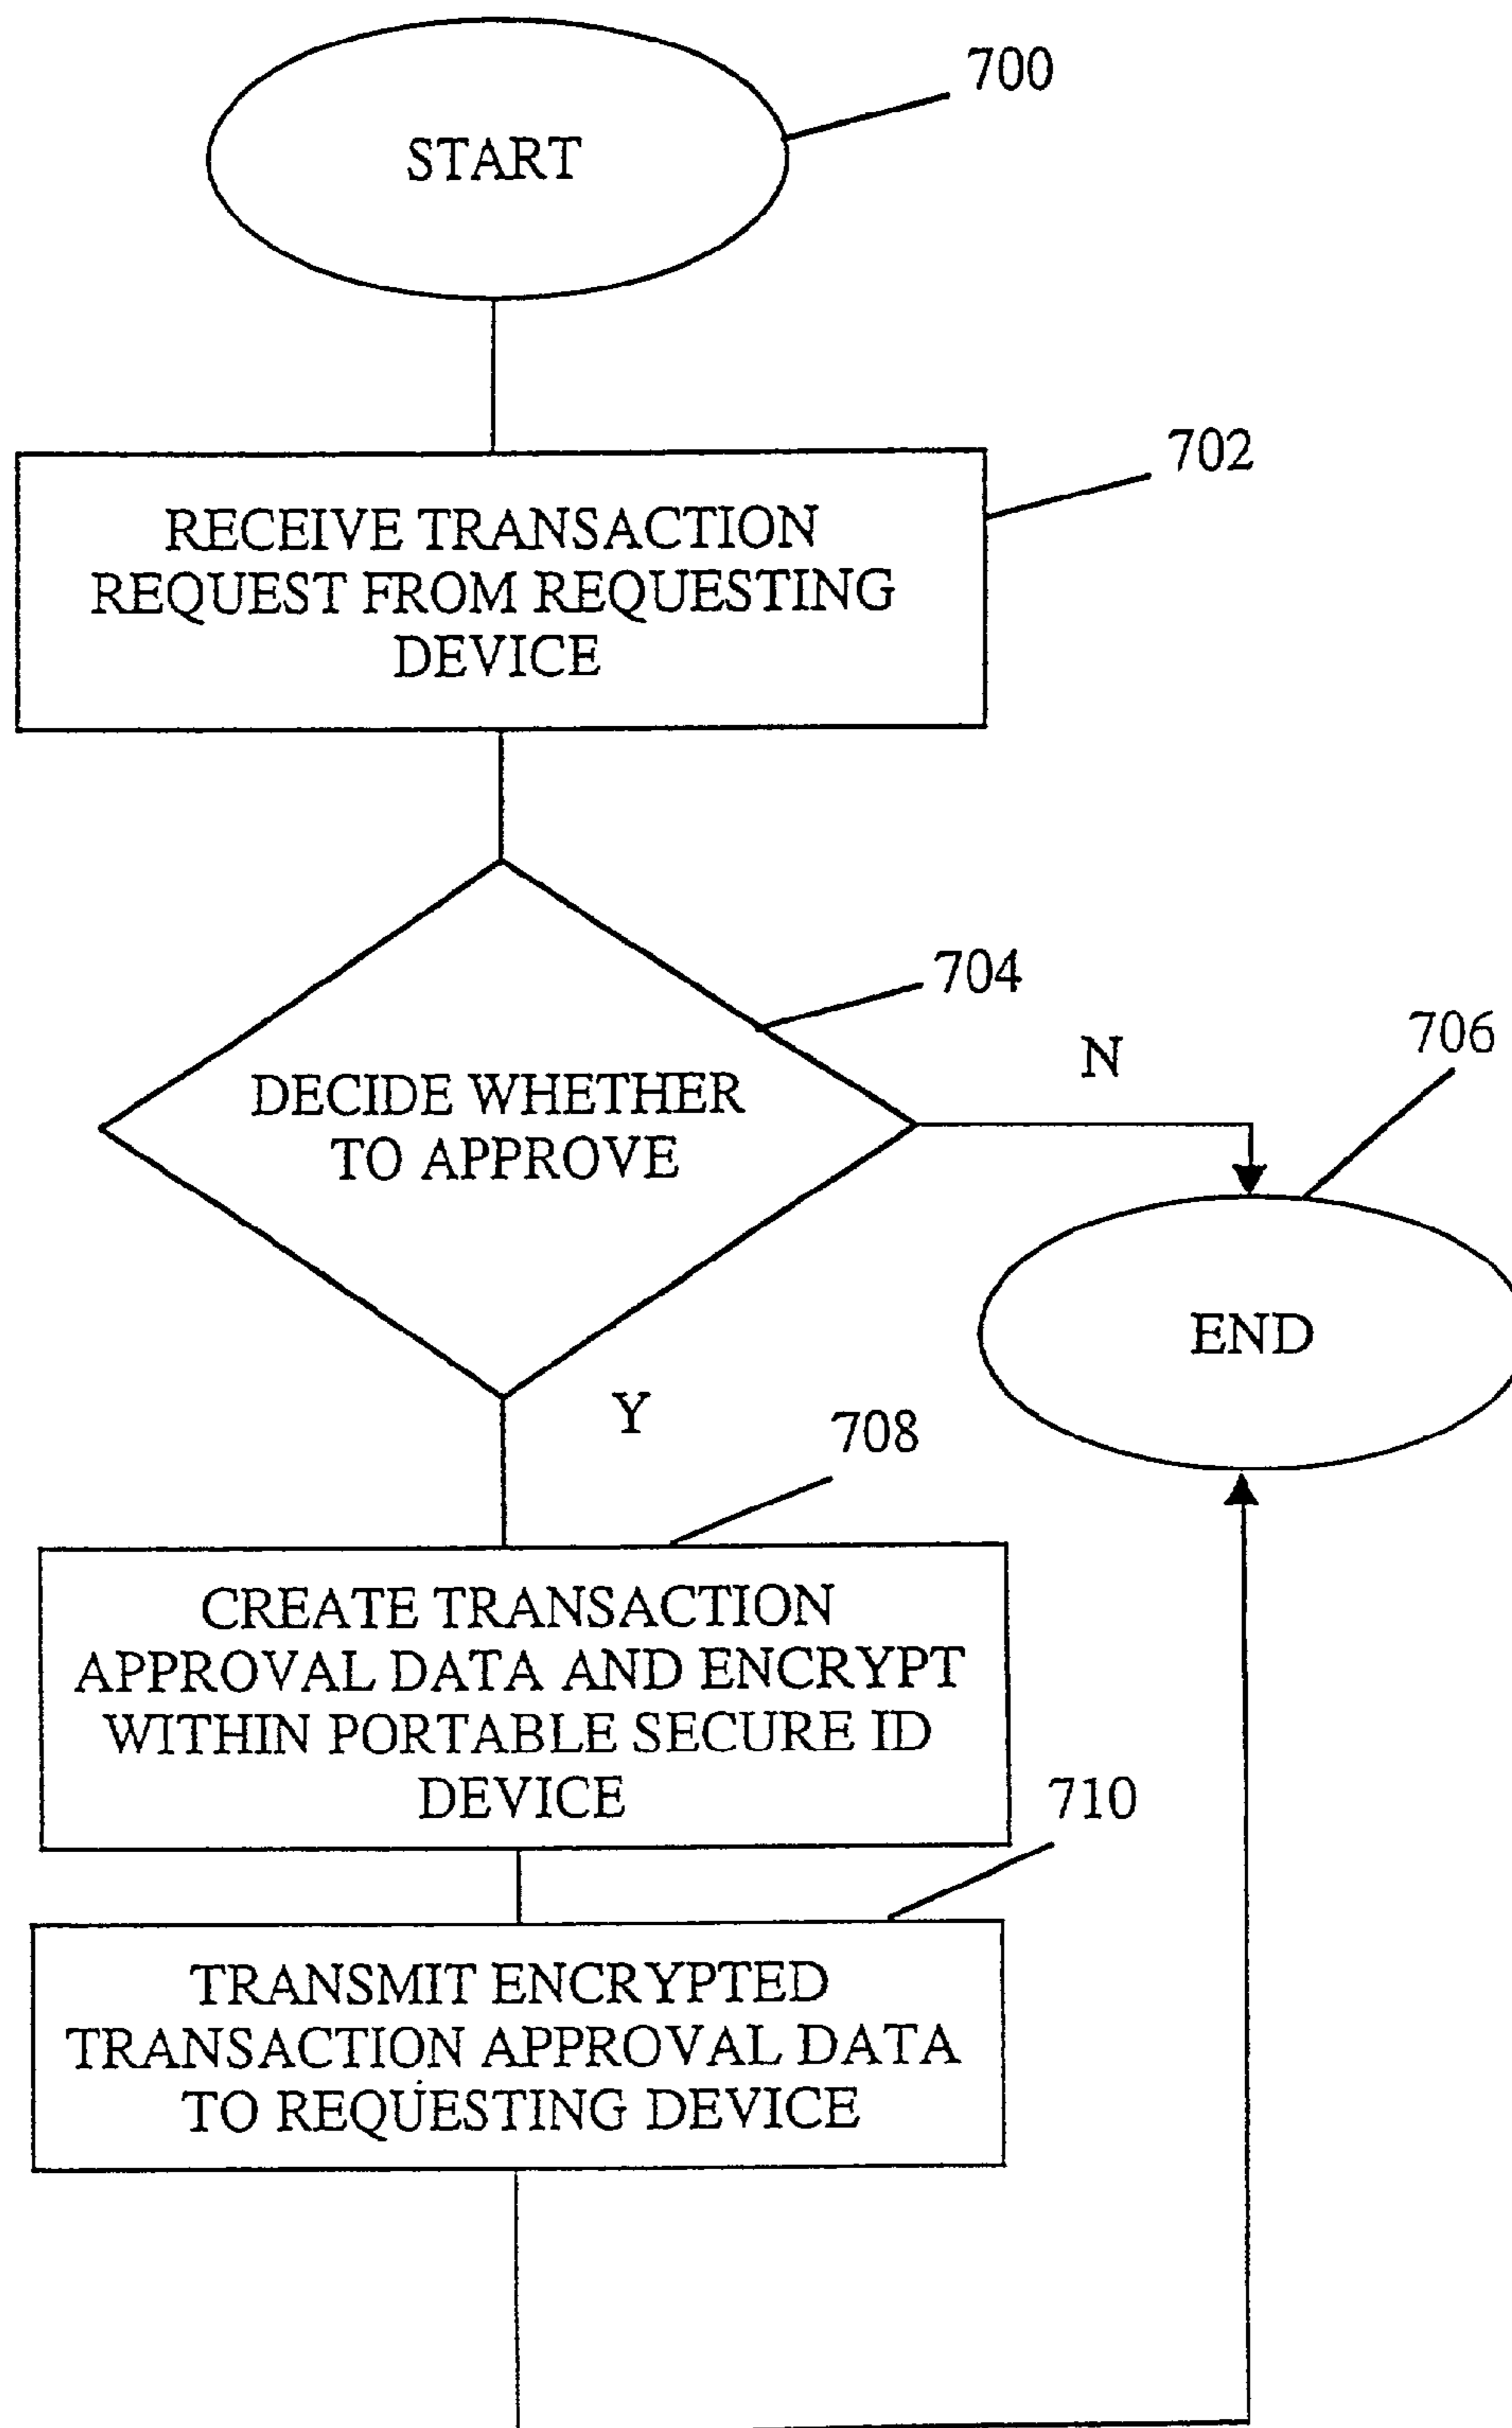 700
START
702
RECEIVE TRANSACTION
REQUEST FROM REQUESTING
DEVICE
704
N
706
DECIDE WHETHER
TO APPROVE
END
Y
708
CREATE TRANSACTION
APPROVAL DATA AND ENCRYPT
WITHIN PORTABLE SECURE ID
DEVICE
710
TRANSMIT ENCRYPTED
TRANSACTION APPROVAL DATA
TO REQUESTING DEVICE